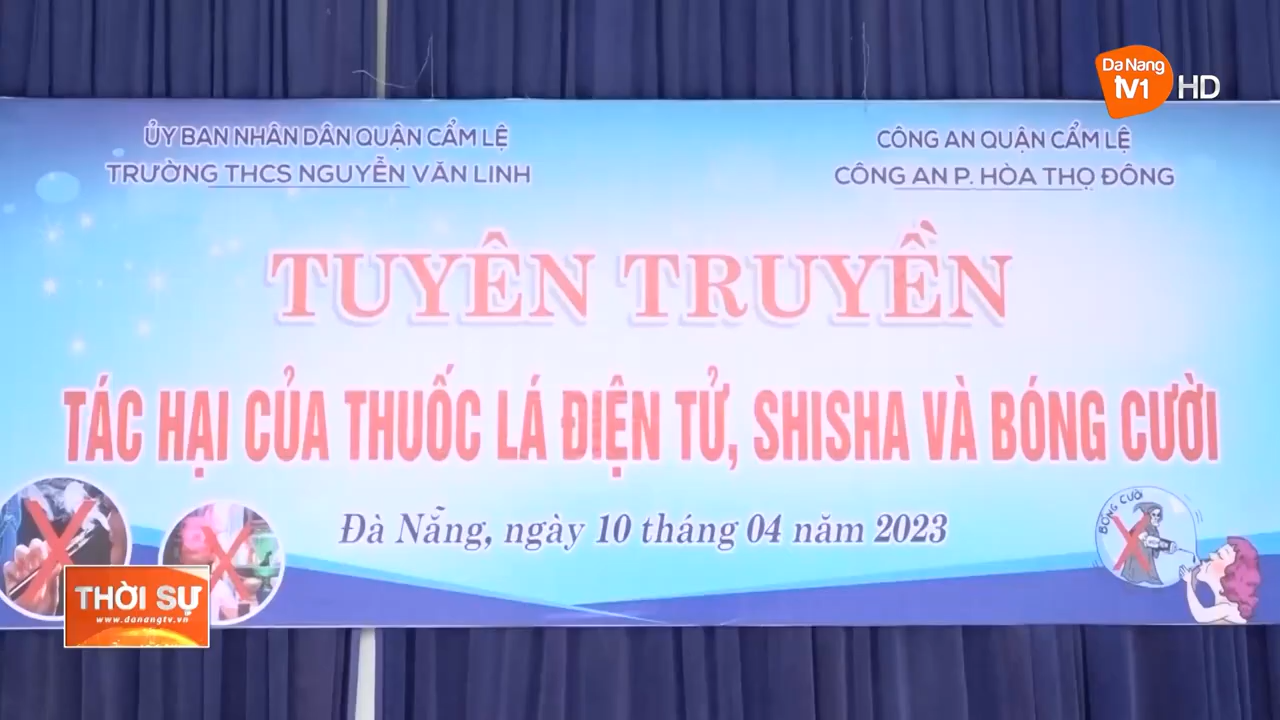 Da Nang
tv1 HD
ỦY BAN NHÂN DÂN QUẬN CẨM LỆ
TRƯỜNG THCS NGUYỄN VĂN LINH
CÔNG AN QUẬN CẨM LỆ
CÔNG AN P. HÒA THỌ ĐÔNG
TUYÊN TRUYỀN
TÁC HẠI CỦA THUỐC LÁ ĐIỆN TỬ, SHISHA VÀ BÓNG CƯỜI
Đà Nẵng, ngày 10 tháng 04 năm 2023
BÓNG CƯỜI
THỜI SỰ
www.danangtv.vn